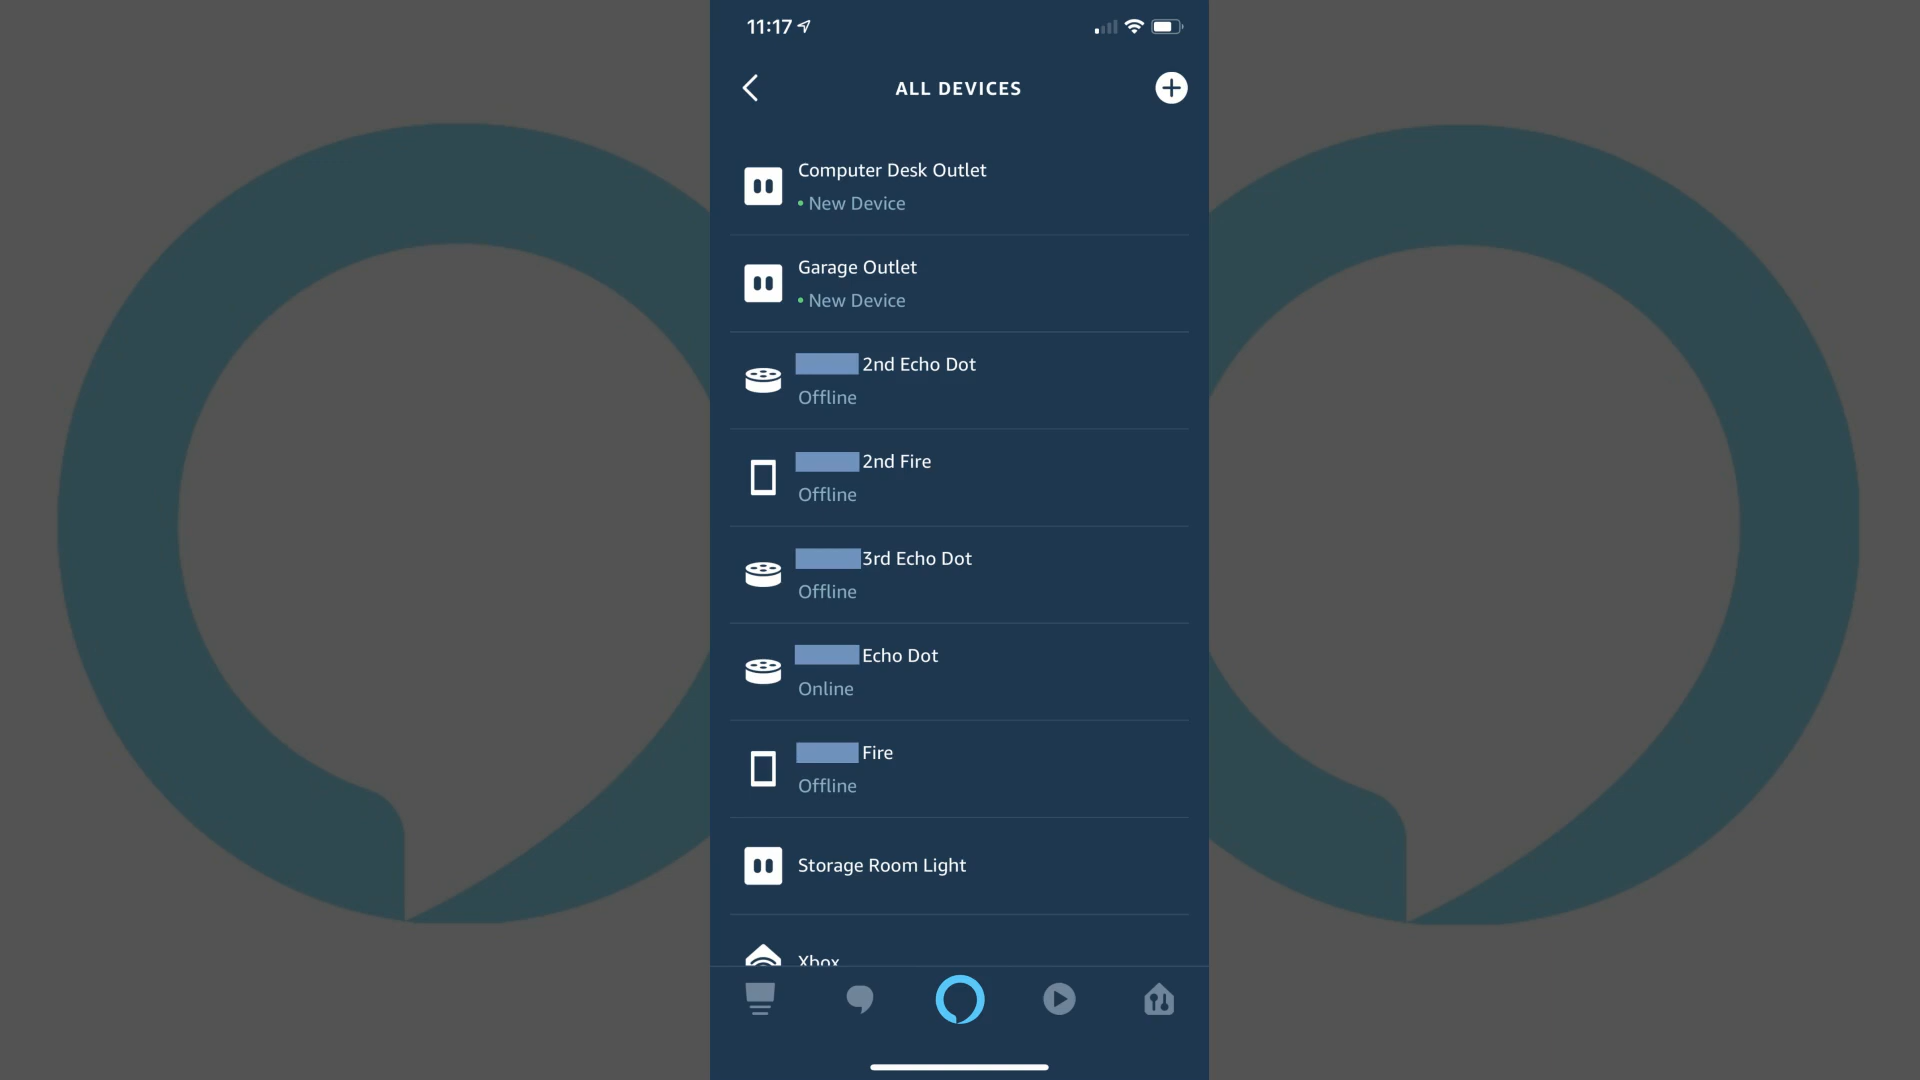 11:17
ALL DEVICES
Computer Desk Outlet
• New Device
Garage Outlet
• New Device
2nd Echo Dot
Offline
2nd Fire
Offline
3rd Echo Dot
Offline
Echo Dot
Online
Fire
Offline
Storage Room Light
Xbox